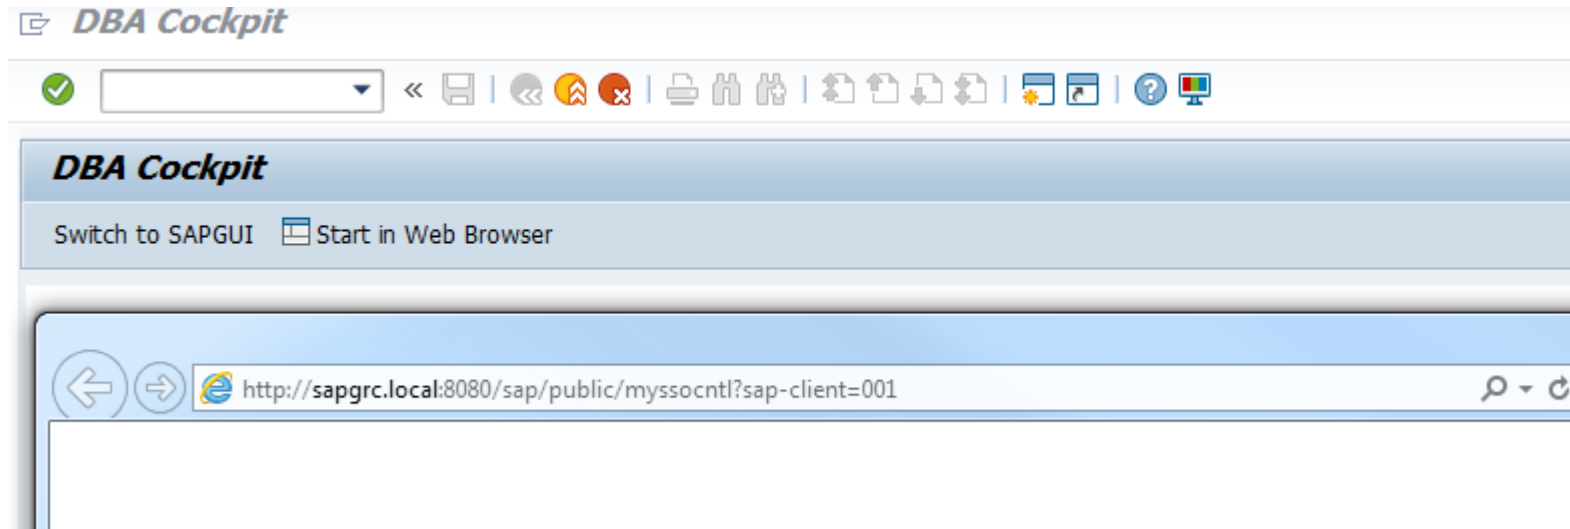 DBA Cockpit
DBA Cockpit
Switch to SAPGUI Start in Web Browser
http://sapgrc.local:8080/sap/public/myssocntl?sap-client=001